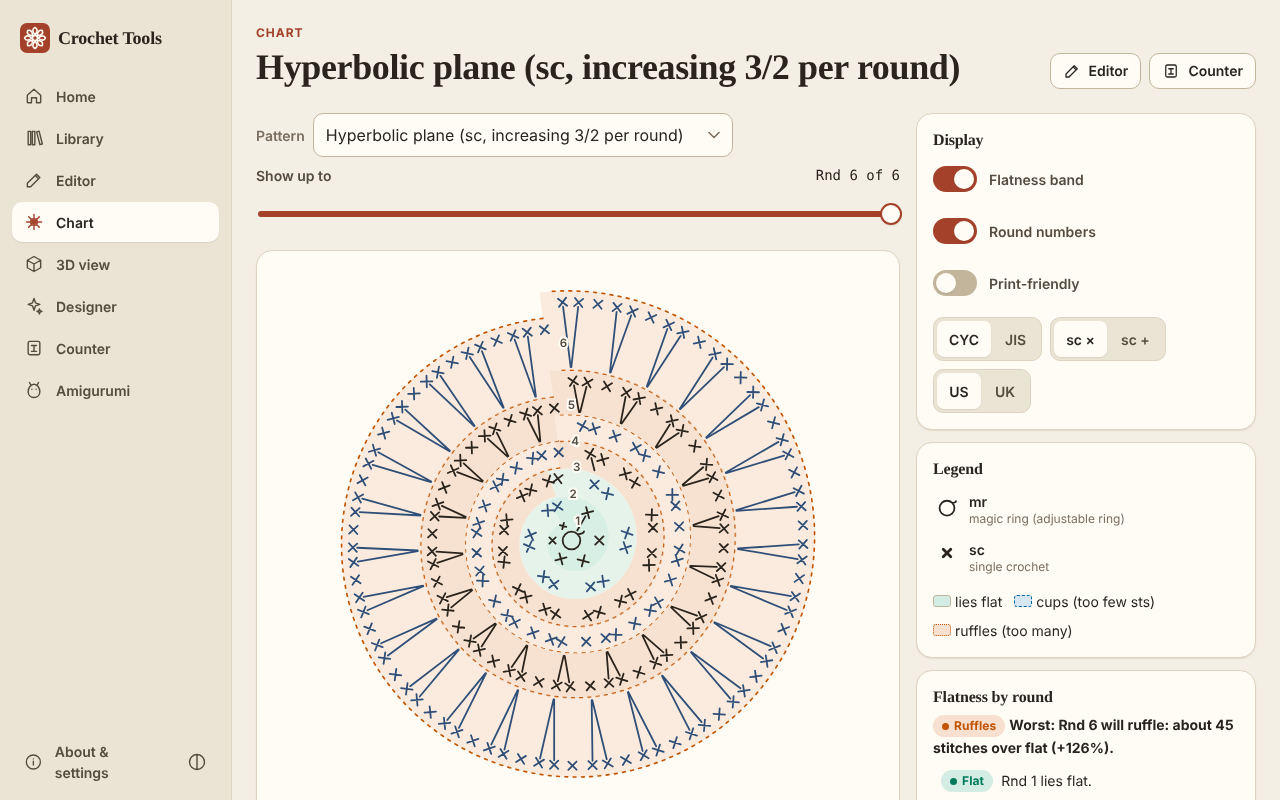 Crochet Tools
Home
Library
Editor
Chart
3D view
Designer
Counter
Amigurumi
About &
settings
CHART
Hyperbolic plane (sc, increasing 3/2 per round)
Editor
Counter
Pattern
Hyperbolic plane (sc, increasing 3/2 per round)
Show up to
Rnd 6 of 6
6
5
4
3
2
1
Display
Flatness band
Round numbers
Print-friendly
CYC JIS
sc × sc +
US UK
Legend
mr
magic ring (adjustable ring)
sc
single crochet
lies flat cups (too few sts)
ruffles (too many)
Flatness by round
Ruffles Worst: Rnd 6 will ruffle: about 45
stitches over flat (+126%).
Flat Rnd 1 lies flat.